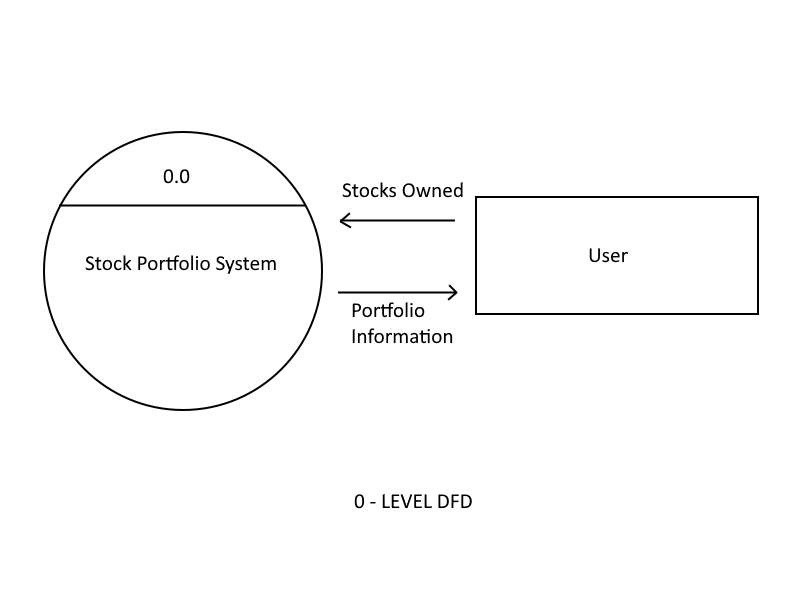 0.0
Stock Portfolio System
Stocks Owned
Portfolio
Information
User
0 - LEVEL DFD